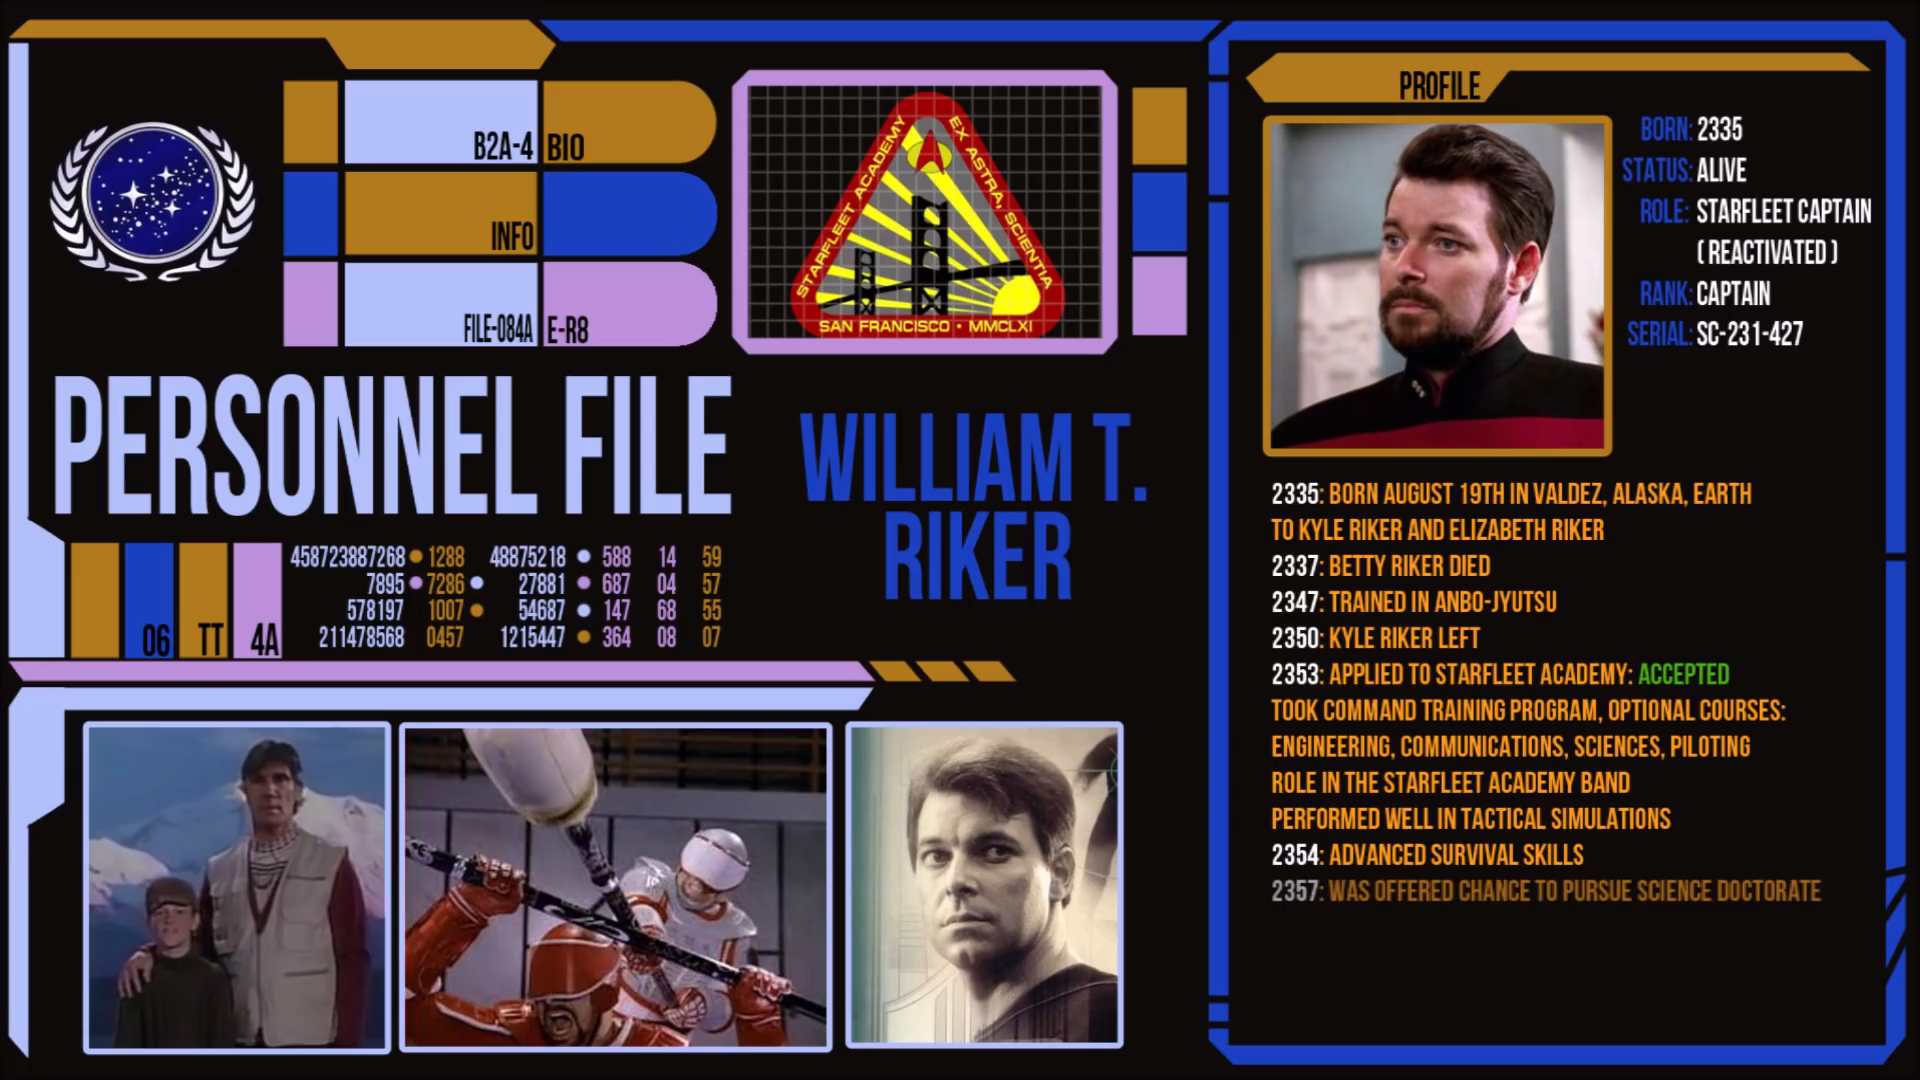 B2A-4 BIO
INFO
FILE-084A E-R8
STARFLEET ACADEMY
EX ASTRA, SCIENTIA
SAN FRANCISCO • MMCLXI
PERSONNEL FILE
WILLIAM T.
RIKER
06 TT 4A
458723887268 • 1288 48875218 • 588 14 59
7895 • 7286 • 27881 • 687 04 57
578197 1007 • 54687 • 147 68 55
211478568 0457 1215447 • 364 08 07
PROFILE
BORN: 2335
STATUS: ALIVE
ROLE: STARFLEET CAPTAIN
( REACTIVATED )
RANK: CAPTAIN
SERIAL: SC-231-427
2335: BORN AUGUST 19TH IN VALDEZ, ALASKA, EARTH
TO KYLE RIKER AND ELIZABETH RIKER
2337: BETTY RIKER DIED
2347: TRAINED IN ANBO-JYUTSU
2350: KYLE RIKER LEFT
2353: APPLIED TO STARFLEET ACADEMY: ACCEPTED
TOOK COMMAND TRAINING PROGRAM, OPTIONAL COURSES:
ENGINEERING, COMMUNICATIONS, SCIENCES, PILOTING
ROLE IN THE STARFLEET ACADEMY BAND
PERFORMED WELL IN TACTICAL SIMULATIONS
2354: ADVANCED SURVIVAL SKILLS
2357: WAS OFFERED CHANCE TO PURSUE SCIENCE DOCTORATE